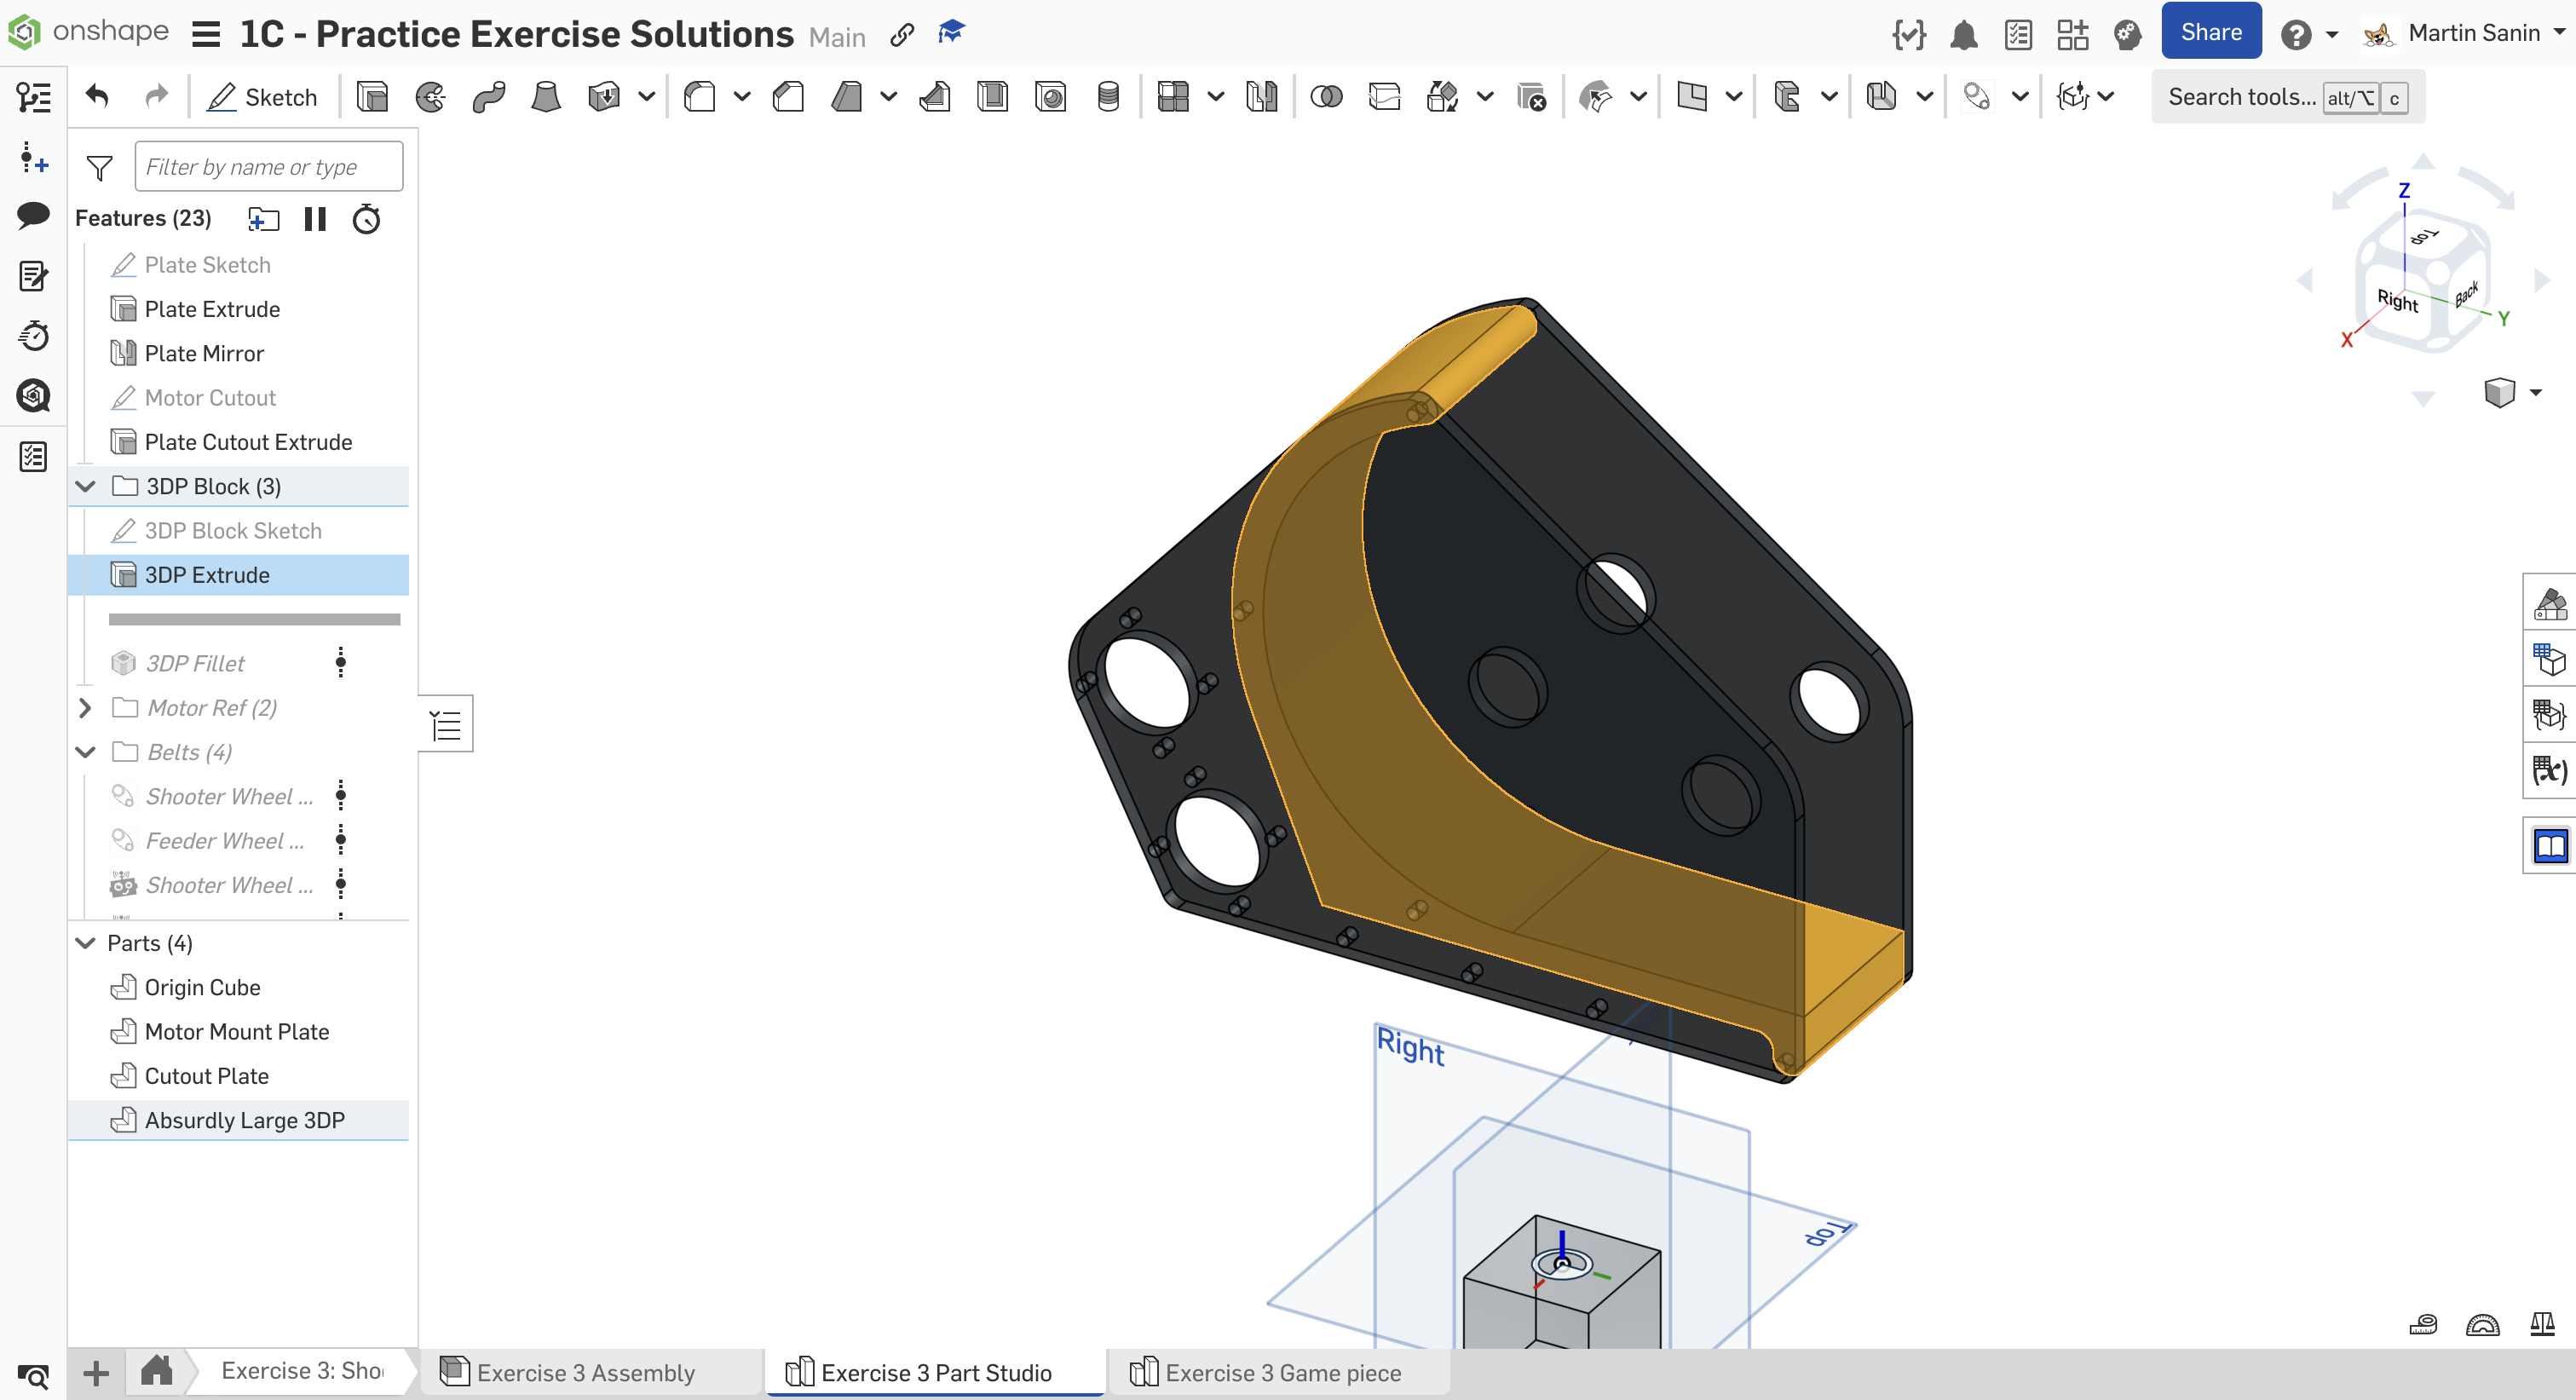 onshape
1C - Practice Exercise Solutions Main
Share
Martin Sanin
Sketch
Search tools... alt/⌥ c
Filter by name or type
Features (23)
Plate Sketch
Plate Extrude
Plate Mirror
Motor Cutout
Plate Cutout Extrude
3DP Block (3)
3DP Block Sketch
3DP Extrude
3DP Fillet
Motor Ref (2)
Belts (4)
Shooter Wheel ...
Feeder Wheel ...
Shooter Wheel ...
Parts (4)
Origin Cube
Motor Mount Plate
Cutout Plate
Absurdly Large 3DP
Z
Top
Right
Back
X
Y
Right
Top
Exercise 3: Sho
Exercise 3 Assembly
Exercise 3 Part Studio
Exercise 3 Game piece